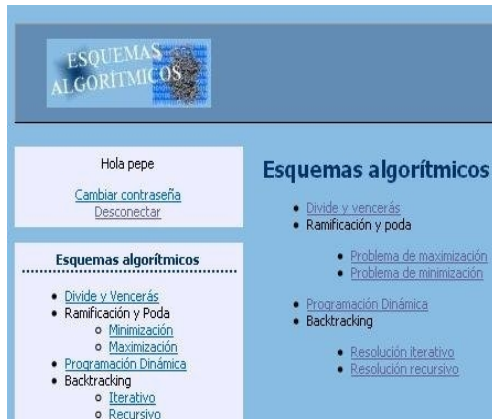 ESQUEMAS
ALGORÍTMICOS
Hola pepe
Cambiar contraseña
Desconectar
Esquemas algorítmicos
Divide y Vencerás
Ramificación y Poda
Minimización
Maximización
Programación Dinámica
Backtracking
Iterativo
Recursivo
Esquemas algorítmicos
Divide y vencerás
Ramificación y poda
Problema de maximización
Problema de minimización
Programación Dinámica
Backtracking
Resolución iterativo
Resolución recursivo